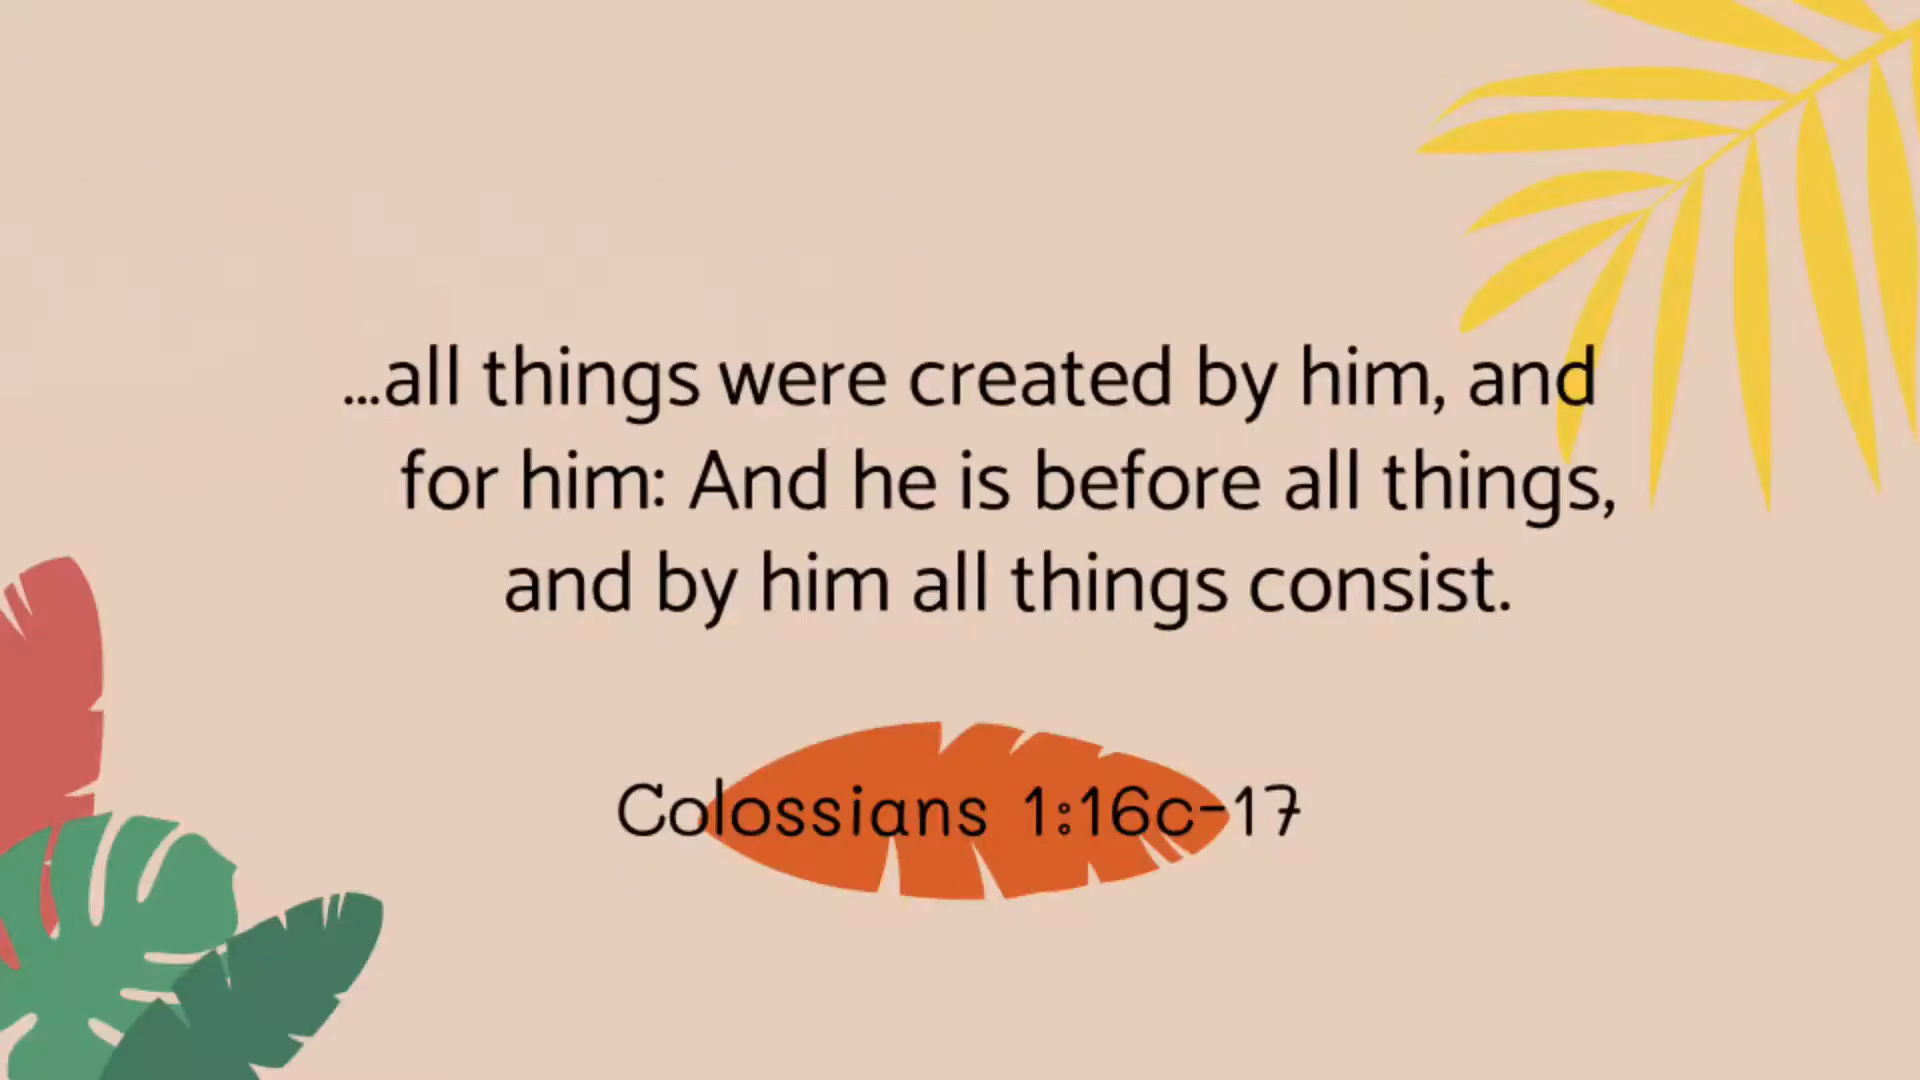 ...all things were created by him, and
for him: And he is before all things,
and by him all things consist.
Colossians 1:16c-17